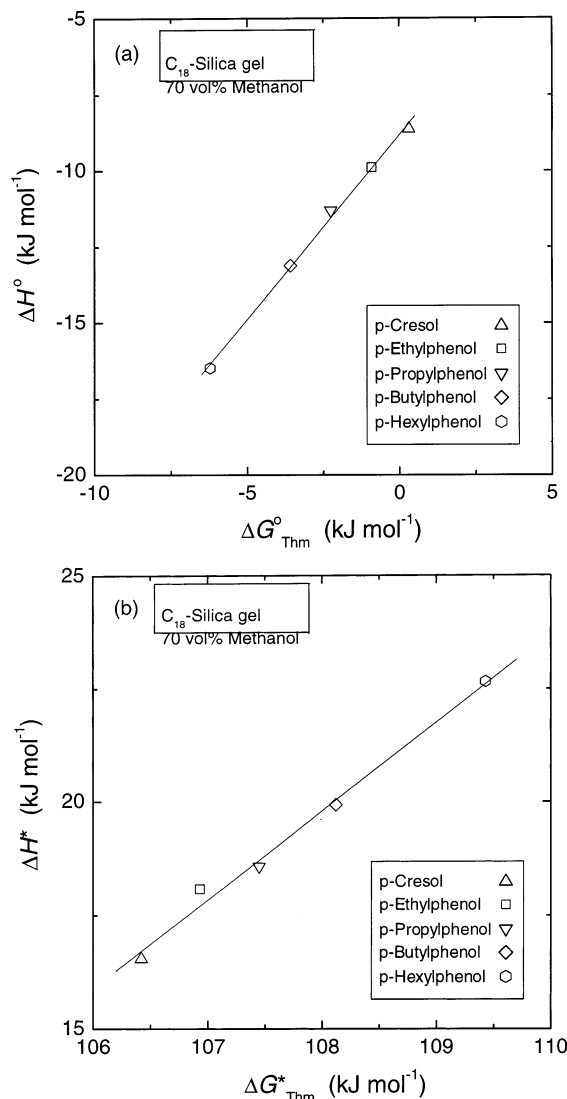 (a)
C₁₈-Silica gel
70 vol% Methanol
-5
-10
-15
-20
ΔH° (kJ mol⁻¹)
p-Cresol △
p-Ethylphenol □
p-Propylphenol ▽
p-Butylphenol ◇
p-Hexylphenol ⬡
-10 -5 0 5
ΔG°Thm (kJ mol⁻¹)
(b)
C₁₈-Silica gel
70 vol% Methanol
25
20
15
ΔH* (kJ mol⁻¹)
p-Cresol △
p-Ethylphenol □
p-Propylphenol ▽
p-Butylphenol ◇
p-Hexylphenol ⬡
106 107 108 109 110
ΔG*Thm (kJ mol⁻¹)